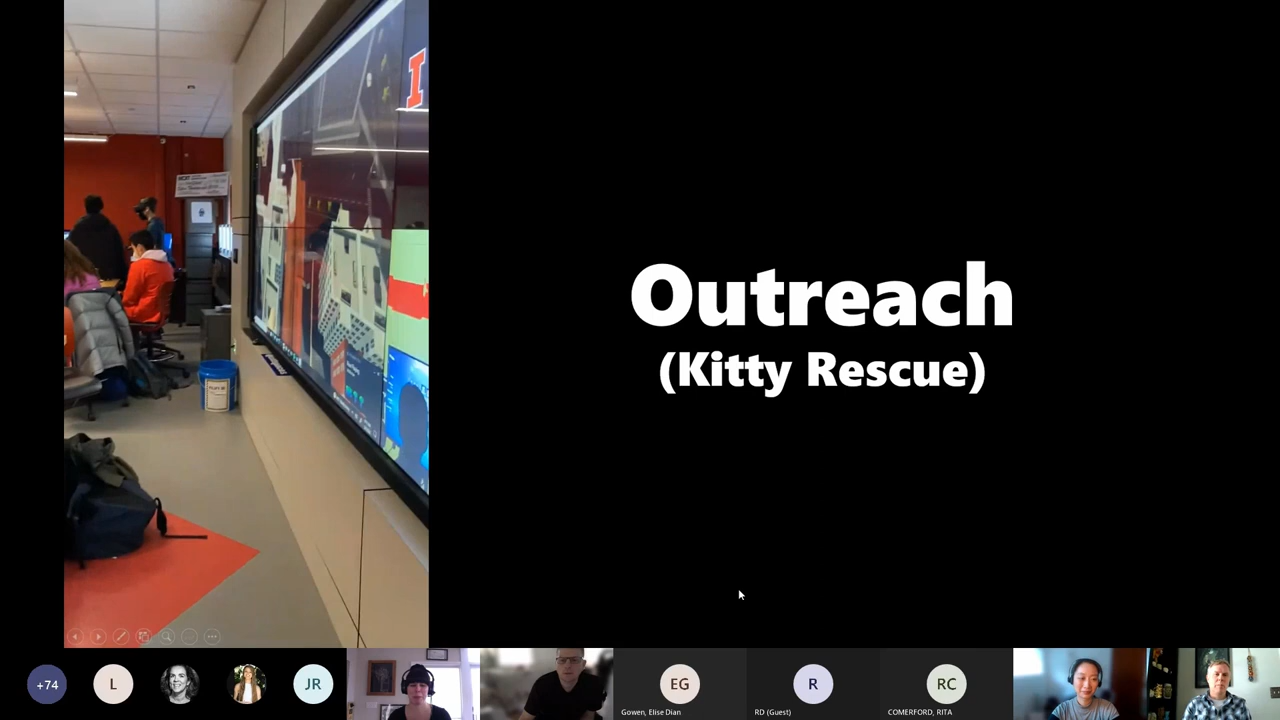 I
Outreach
(Kitty Rescue)
+74
L
JR
EG
R
RC
Gowen, Elise Dian
RD (Guest)
COMERFORD, RITA